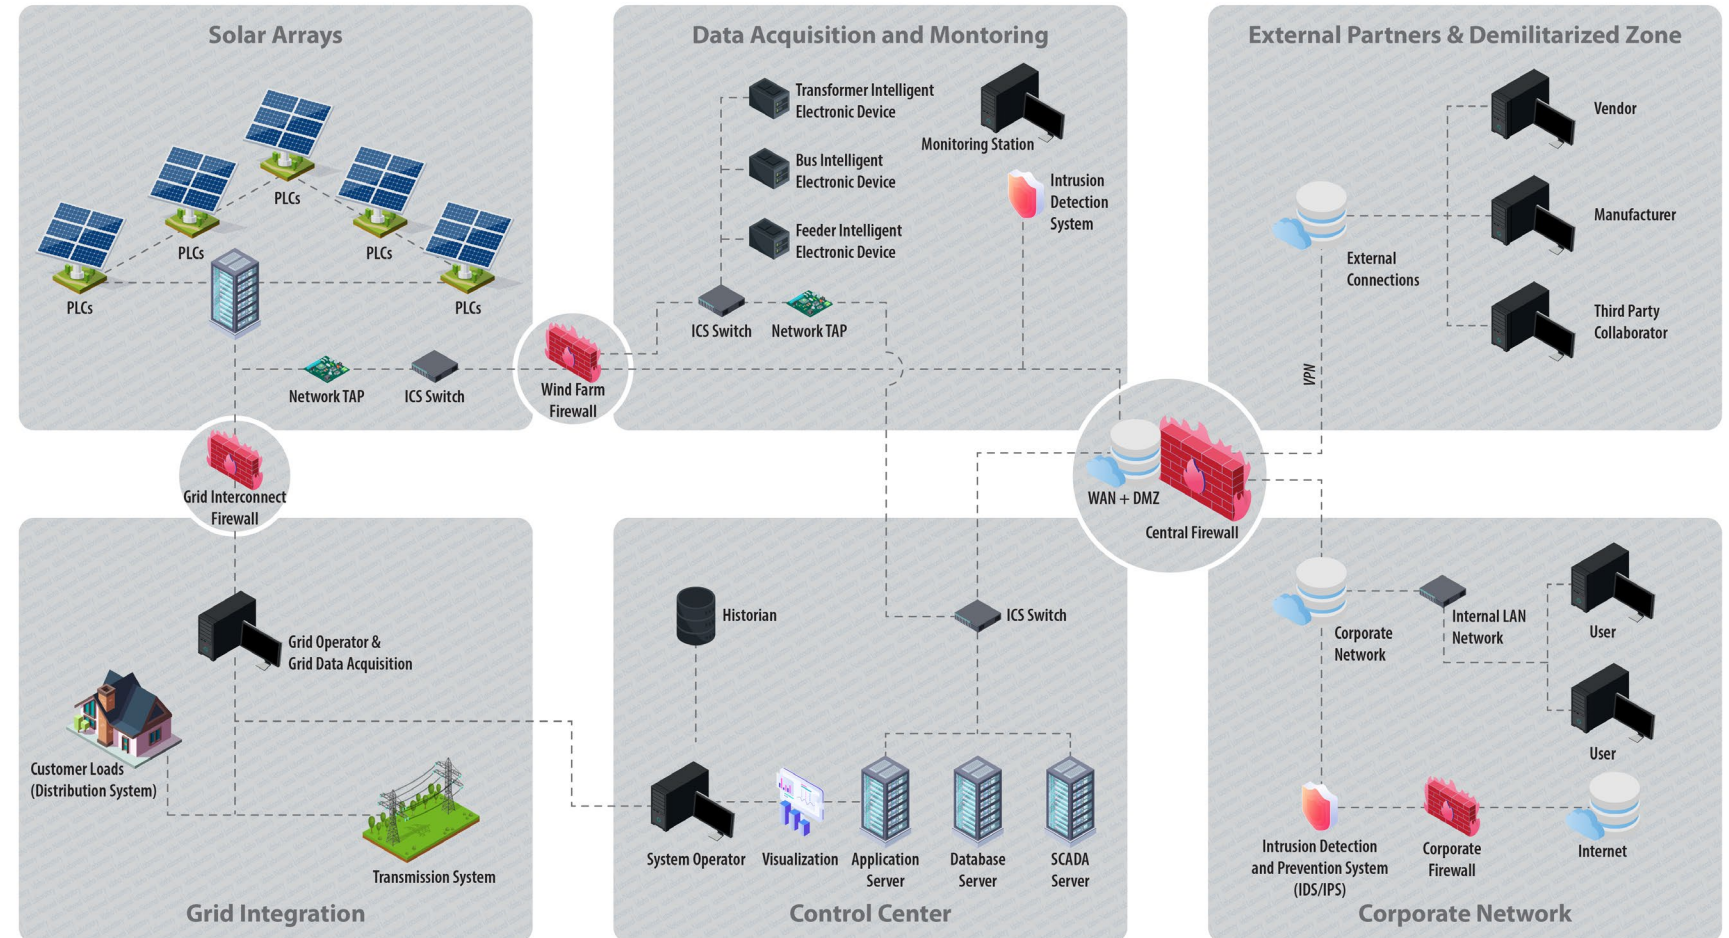 Solar Arrays
PLCs
PLCs
PLCs
PLCs
PLCs
Network TAP
ICS Switch
Wind Farm
Firewall
Grid Interconnect
Firewall
Data Acquisition and Montoring
Transformer Intelligent
Electronic Device
Bus Intelligent
Electronic Device
Feeder Intelligent
Electronic Device
Monitoring Station
Intrusion
Detection
System
ICS Switch
Network TAP
External Partners & Demilitarized Zone
Vendor
Manufacturer
Third Party
Collaborator
External
Connections
VPN
WAN + DMZ
Central Firewall
Grid Operator &
Grid Data Acquisition
Customer Loads
(Distribution System)
Transmission System
Grid Integration
Historian
ICS Switch
System Operator
Visualization
Application
Server
Database
Server
SCADA
Server
Control Center
Corporate
Network
Internal LAN
Network
User
User
Intrusion Detection
and Prevention System
(IDS/IPS)
Corporate
Firewall
Internet
Corporate Network